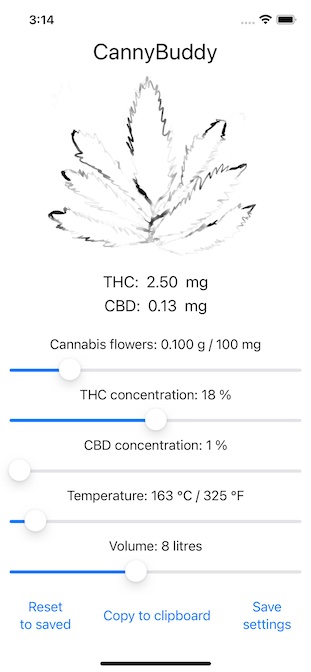 3:14
CannyBuddy
THC: 2.50 mg
CBD: 0.13 mg
Cannabis flowers: 0.100 g / 100 mg
THC concentration: 18 %
CBD concentration: 1 %
Temperature: 163 °C / 325 °F
Volume: 8 litres
Reset
to saved
Copy to clipboard
Save
settings